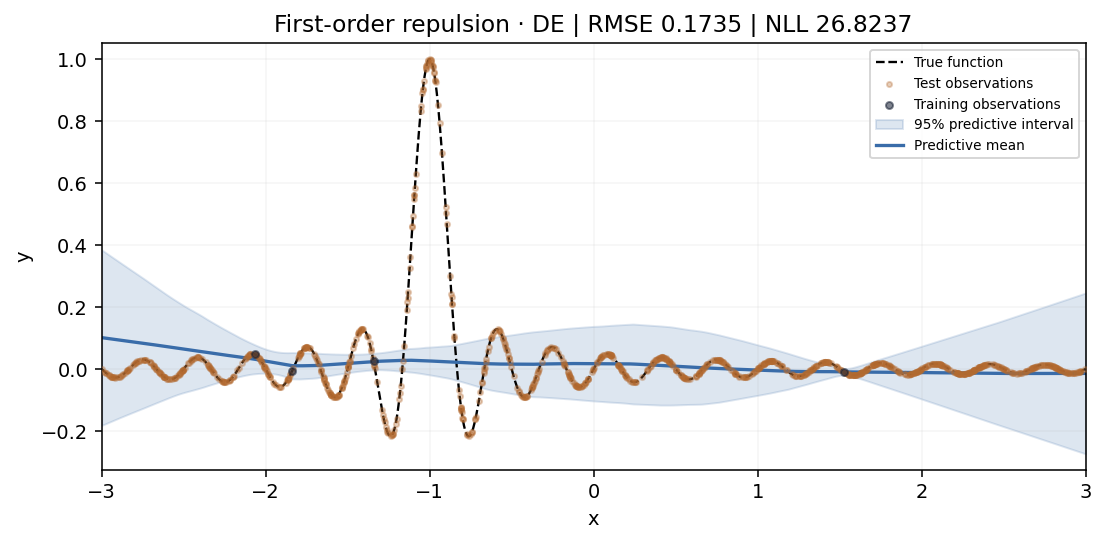 First-order repulsion · DE | RMSE 0.1735 | NLL 26.8237
True function
Test observations
Training observations
95% predictive interval
Predictive mean
y
1.0
0.8
0.6
0.4
0.2
0.0
−0.2
−3
−2
−1
0
1
2
3
x